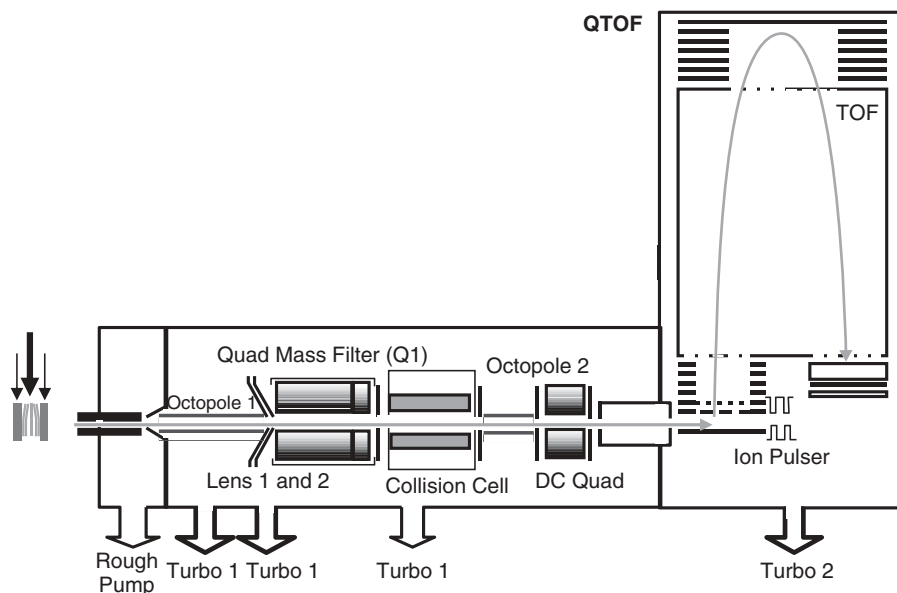 QTOF
TOF
Quad Mass Filter (Q1)
Octopole 2
Octopole 1
Lens 1 and 2
Collision Cell
DC Quad
Ion Pulser
Rough
Pump
Turbo 1
Turbo 1
Turbo 1
Turbo 2